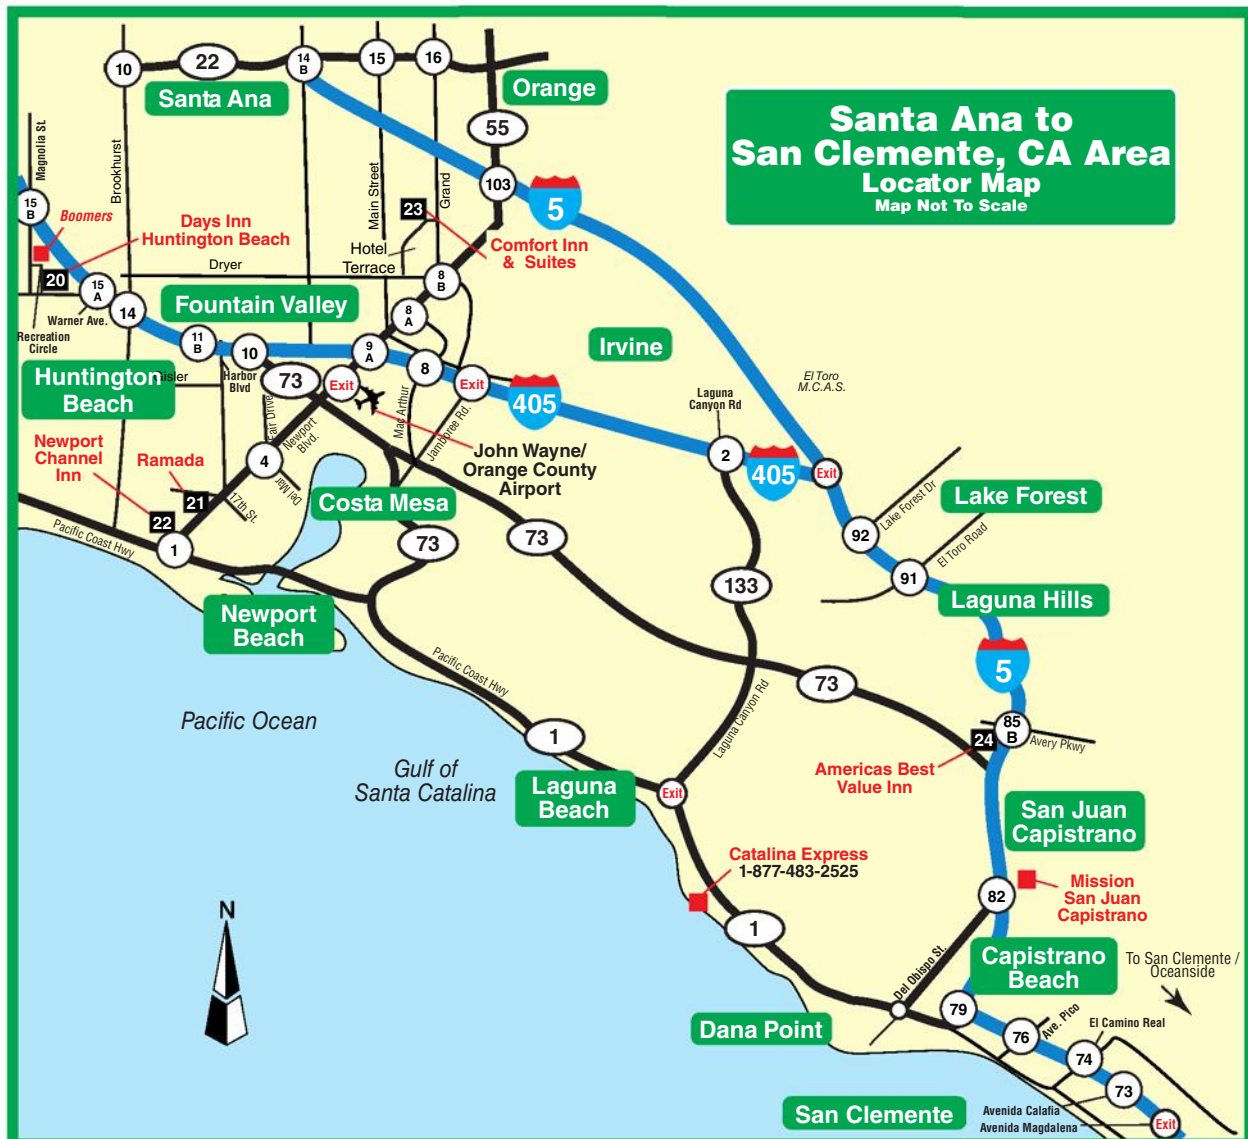 Santa Ana to
San Clemente, CA Area
Locator Map
Map Not To Scale
10
22
14
B
15
16
Santa Ana
Orange
55
103
5
Magnolia St.
Brookhurst
Main Street
Grand
15
B
Boomers
Days Inn
Huntington Beach
20
23
Hotel
Terrace
Comfort Inn
& Suites
Dryer
8
B
15
A
Warner Ave.
14
Fountain Valley
8
A
Recreation
Circle
11
B
10
9
A
8
Irvine
Huntington
Beach
Gisler
Harbor
Blvd
73
Exit
Exit
405
Fair Drive
Newport
Blvd.
Mac Arthur
Jamboree Rd.
Laguna
Canyon Rd
El Toro
M.C.A.S.
Newport
Channel
Inn
Ramada
4
Del Mar
John Wayne/
Orange County
Airport
2
405
Exit
21
17th St.
22
Costa Mesa
Lake Forest
Lake Forest Dr
Pacific Coast Hwy
1
73
73
92
El Toro Road
91
133
Laguna Hills
Newport
Beach
5
Pacific Coast Hwy
73
Laguna Canyon Rd
Pacific Ocean
1
85
B
24
Avery Pkwy
Gulf of
Santa Catalina
Laguna
Beach
Exit
Americas Best
Value Inn
San Juan
Capistrano
Catalina Express
1-877-483-2525
82
Mission
San Juan
Capistrano
N
1
Del Obispo St.
Capistrano
Beach
To San Clemente /
Oceanside
Dana Point
79
76
Ave. Pico
El Camino Real
74
73
San Clemente
Avenida Calafia
Avenida Magdalena
Exit